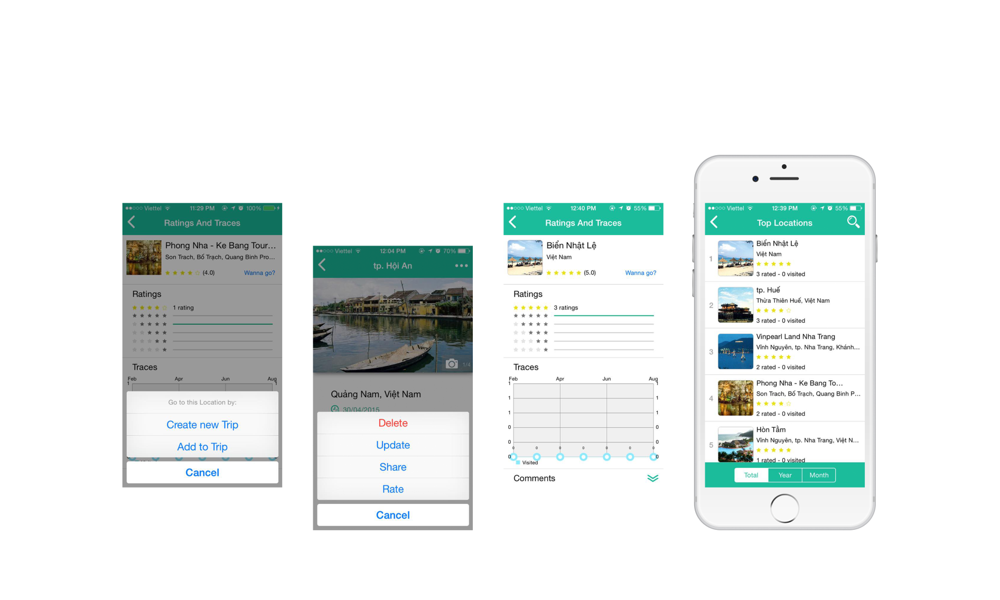 Viettel 11:29 PM 100%
Ratings And Traces
Phong Nha - Ke Bang Tour...
Son Trach, Bố Trạch, Quang Binh Pro...
(4.0) Wanna go?
Ratings
1 rating
Traces
Feb Apr Jun Aug
1 1
Go to this Location by:
Create new Trip
Add to Trip
Cancel
Viettel 12:04 PM 70%
tp. Hội An
1/4
Quảng Nam, Việt Nam
30/04/2015
Delete
Update
Share
Rate
Cancel
Viettel 12:40 PM 55%
Ratings And Traces
Biển Nhật Lệ
Việt Nam
(5.0) Wanna go?
Ratings
3 ratings
Traces
Feb Apr Jun Aug
1 1
1 1
1 1
0 0
0 0
0 0 0 0 0 0 0
0 0
Visited
Comments
Viettel 12:39 PM 55%
Top Locations
1 Biển Nhật Lệ
Việt Nam
3 rated - 0 visited
2 tp. Huế
Thừa Thiên Huế, Việt Nam
3 rated - 0 visited
3 Vinpearl Land Nha Trang
Vĩnh Nguyên, tp. Nha Trang, Khánh...
2 rated - 0 visited
4 Phong Nha - Ke Bang To...
Son Trach, Bố Trạch, Quang Binh P...
2 rated - 0 visited
5 Hòn Tằm
Vĩnh Nguyên, tp. Nha Trang, Việt N...
1 rated - 0 visited
Total Year Month